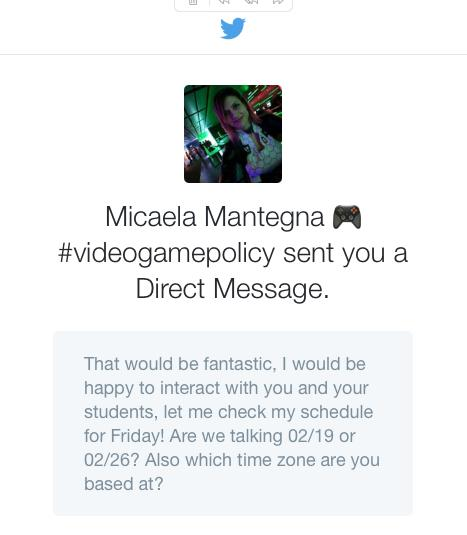 Micaela Mantegna 🎮
#videogamepolicy sent you a
Direct Message.
That would be fantastic, I would be
happy to interact with you and your
students, let me check my schedule
for Friday! Are we talking 02/19 or
02/26? Also which time zone are you
based at?